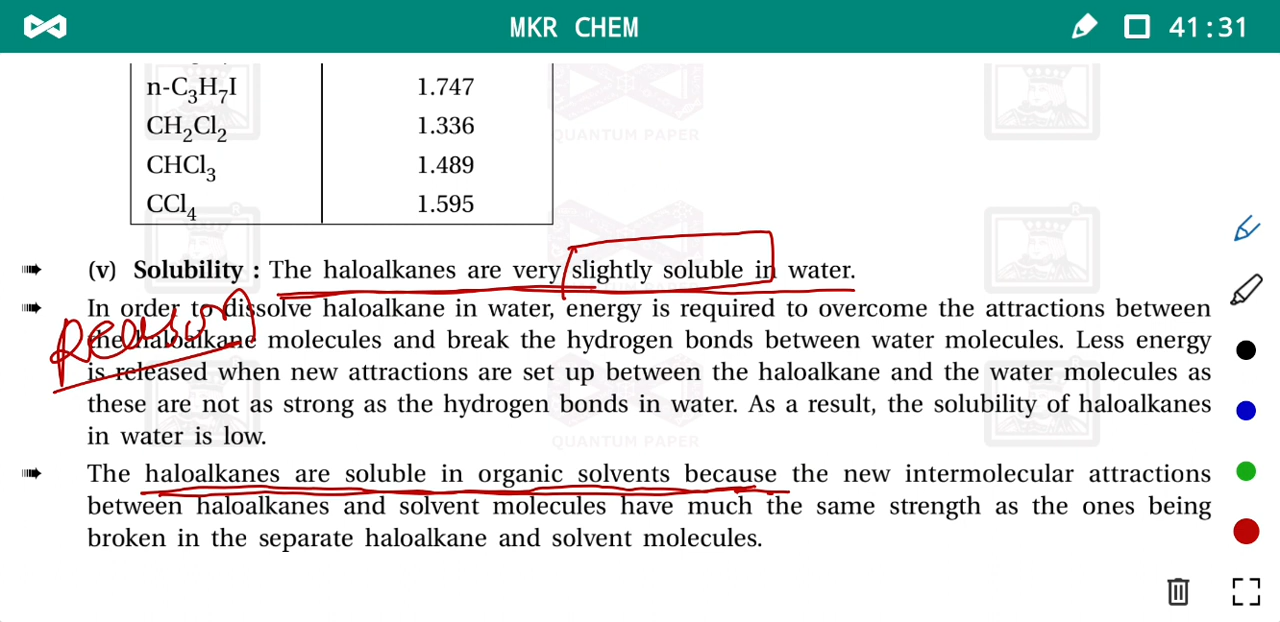 MKR CHEM 41:31
n-C₃H₇I 1.747
CH₂Cl₂ 1.336
QUANTUM PAPER
CHCl₃ 1.489
CCl₄ 1.595
(v) Solubility : The haloalkanes are very slightly soluble in water.
In order to dissolve haloalkane in water, energy is required to overcome the attractions between
Reason
the haloalkane molecules and break the hydrogen bonds between water molecules. Less energy
is released when new attractions are set up between the haloalkane and the water molecules as
these are not as strong as the hydrogen bonds in water. As a result, the solubility of haloalkanes
in water is low.
QUANTUM PAPER
The haloalkanes are soluble in organic solvents because the new intermolecular attractions
between haloalkanes and solvent molecules have much the same strength as the ones being
broken in the separate haloalkane and solvent molecules.